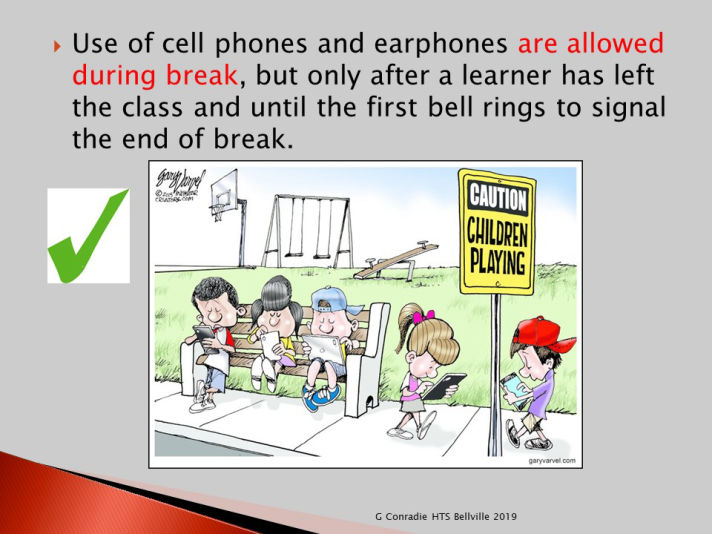 Use of cell phones and earphones are allowed
during break, but only after a learner has left
the class and until the first bell rings to signal
the end of break.
Gary Varvel
CREATORS.COM
CAUTION
CHILDREN
PLAYING
garyvarvel.com
G Conradie HTS Bellville 2019